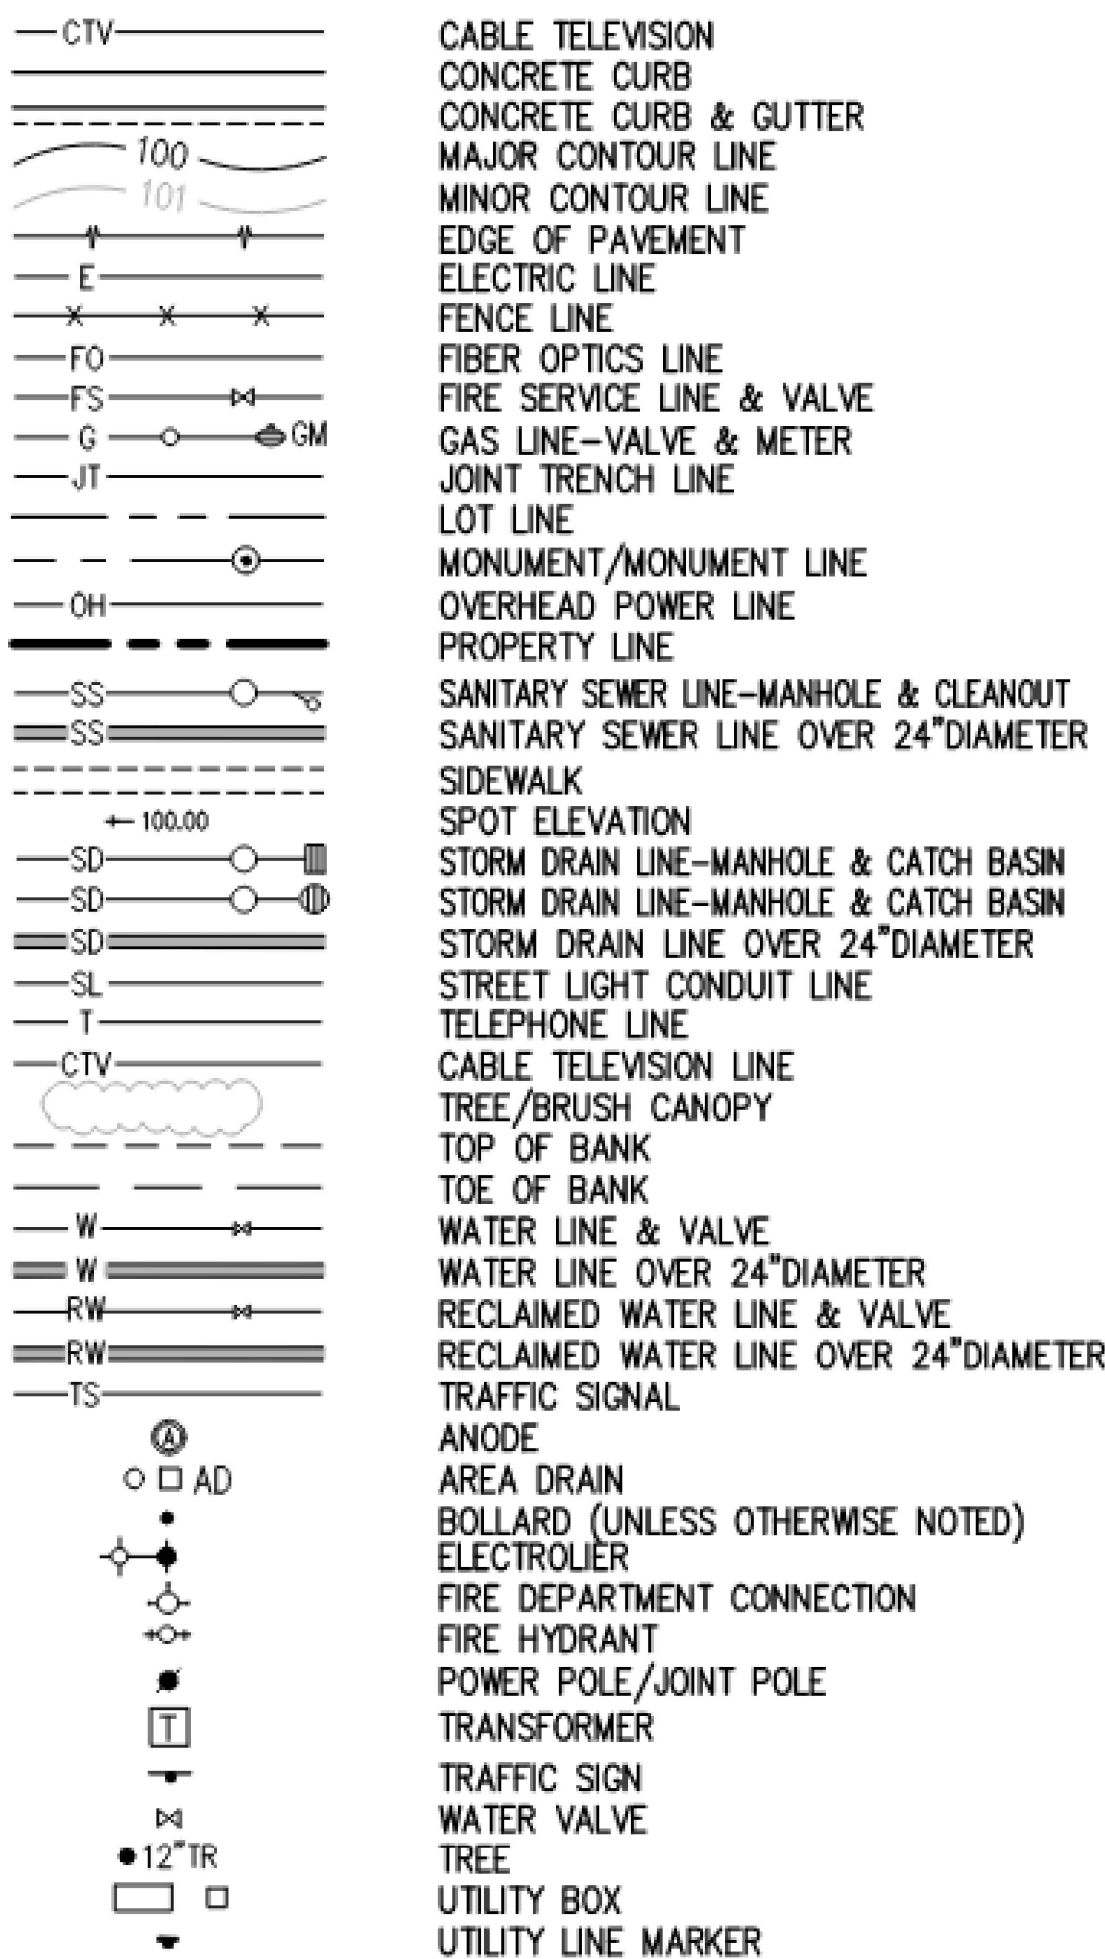 CTV CABLE TELEVISION
CONCRETE CURB
CONCRETE CURB & GUTTER
100 MAJOR CONTOUR LINE
101 MINOR CONTOUR LINE
EDGE OF PAVEMENT
E ELECTRIC LINE
X X X FENCE LINE
FO FIBER OPTICS LINE
FS FIRE SERVICE LINE & VALVE
G GM GAS LINE-VALVE & METER
JT JOINT TRENCH LINE
LOT LINE
MONUMENT/MONUMENT LINE
OH OVERHEAD POWER LINE
PROPERTY LINE
SS SANITARY SEWER LINE-MANHOLE & CLEANOUT
SS SANITARY SEWER LINE OVER 24"DIAMETER
SIDEWALK
100.00 SPOT ELEVATION
SD STORM DRAIN LINE-MANHOLE & CATCH BASIN
SD STORM DRAIN LINE-MANHOLE & CATCH BASIN
SD STORM DRAIN LINE OVER 24"DIAMETER
SL STREET LIGHT CONDUIT LINE
T TELEPHONE LINE
CTV CABLE TELEVISION LINE
TREE/BRUSH CANOPY
TOP OF BANK
TOE OF BANK
W WATER LINE & VALVE
W WATER LINE OVER 24"DIAMETER
RW RECLAIMED WATER LINE & VALVE
RW RECLAIMED WATER LINE OVER 24"DIAMETER
TS TRAFFIC SIGNAL
A ANODE
AD AREA DRAIN
BOLLARD (UNLESS OTHERWISE NOTED)
ELECTROLIER
FIRE DEPARTMENT CONNECTION
FIRE HYDRANT
POWER POLE/JOINT POLE
T TRANSFORMER
TRAFFIC SIGN
WATER VALVE
12"TR TREE
UTILITY BOX
UTILITY LINE MARKER